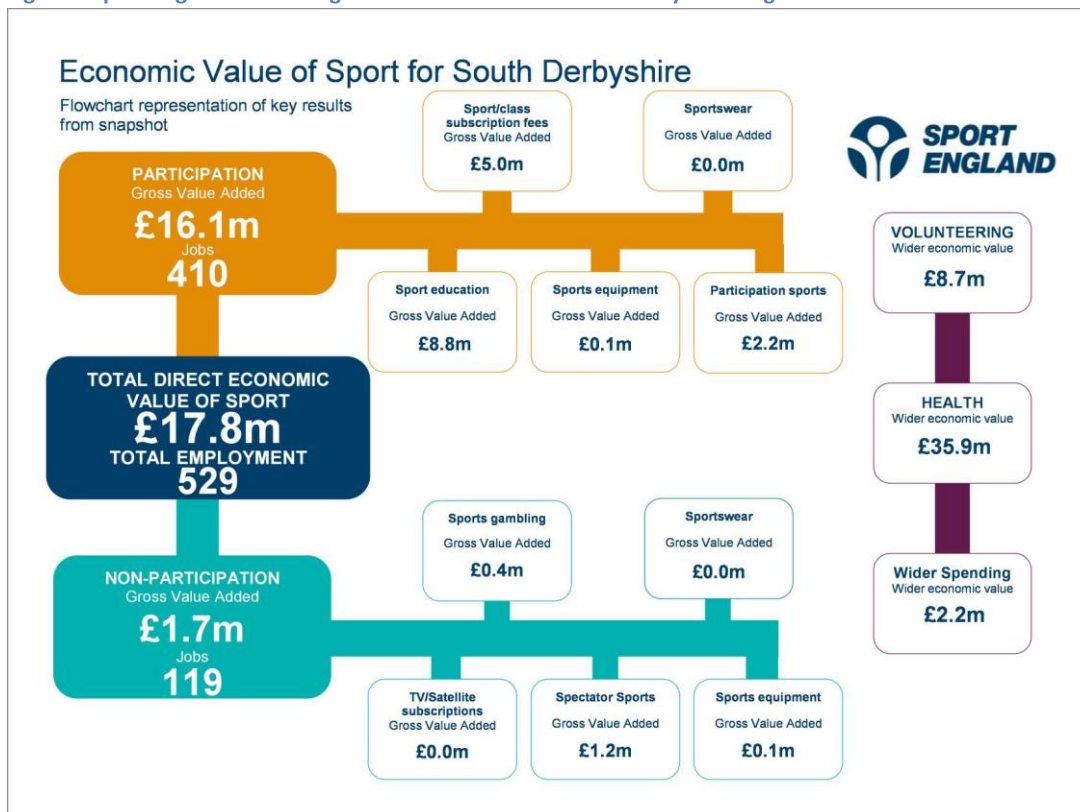 Economic Value of Sport for South Derbyshire
Flowchart representation of key results
from snapshot
SPORT
ENGLAND
PARTICIPATION
Gross Value Added
£16.1m
Jobs
410
Sport/class
subscription fees
Gross Value Added
£5.0m
Sportswear
Gross Value Added
£0.0m
Sport education
Gross Value Added
£8.8m
Sports equipment
Gross Value Added
£0.1m
Participation sports
Gross Value Added
£2.2m
TOTAL DIRECT ECONOMIC
VALUE OF SPORT
£17.8m
TOTAL EMPLOYMENT
529
NON-PARTICIPATION
Gross Value Added
£1.7m
Jobs
119
Sports gambling
Gross Value Added
£0.4m
Sportswear
Gross Value Added
£0.0m
TV/Satellite
subscriptions
Gross Value Added
£0.0m
Spectator Sports
Gross Value Added
£1.2m
Sports equipment
Gross Value Added
£0.1m
VOLUNTEERING
Wider economic value
£8.7m
HEALTH
Wider economic value
£35.9m
Wider Spending
Wider economic value
£2.2m